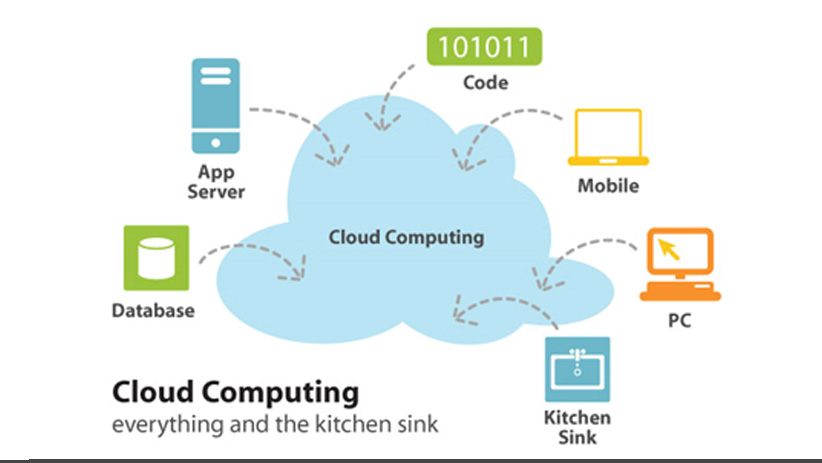 101011
Code
App
Server
Mobile
Cloud Computing
Database
PC
Kitchen
Sink
Cloud Computing
everything and the kitchen sink